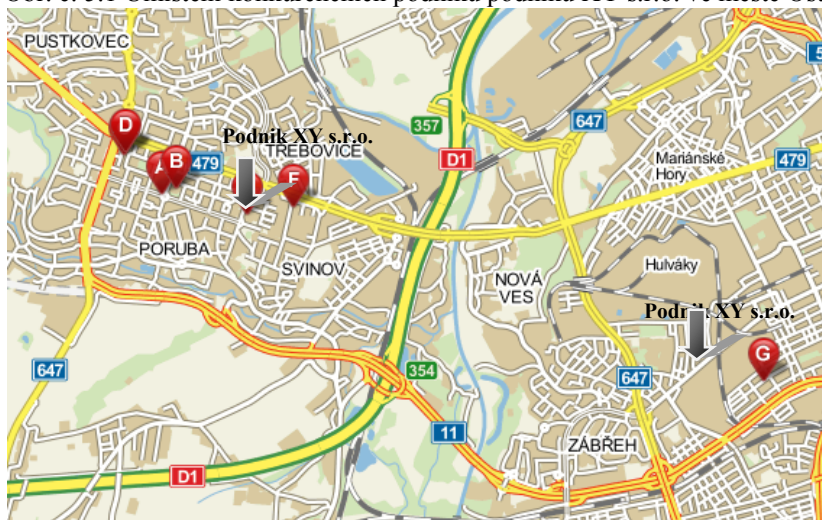 PUSTKOVEC
5
D
357
647
Podnik XY s.r.o.
TŘEBOVICE
A
B
479
D1
Mariánské
Hory
479
PORUBA
SVINOV
NOVÁ
VES
Hulváky
Podnik XY s.r.o.
G
647
354
647
11
ZÁBŘEH
D1